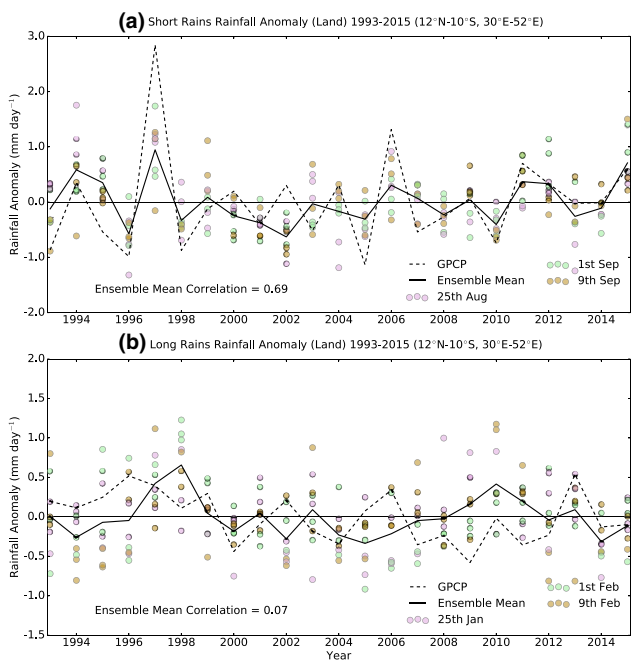 (a) Short Rains Rainfall Anomaly (Land) 1993-2015 (12°N-10°S, 30°E-52°E)
3.0
2.0
1.0
0.0
-1.0
-2.0
Rainfall Anomaly (mm day⁻¹)
Ensemble Mean Correlation = 0.69
GPCP
Ensemble Mean
25th Aug
1st Sep
9th Sep
1994 1996 1998 2000 2002 2004 2006 2008 2010 2012 2014
(b) Long Rains Rainfall Anomaly (Land) 1993-2015 (12°N-10°S, 30°E-52°E)
2.0
1.5
1.0
0.5
0.0
-0.5
-1.0
-1.5
Rainfall Anomaly (mm day⁻¹)
Ensemble Mean Correlation = 0.07
GPCP
Ensemble Mean
25th Jan
1st Feb
9th Feb
1994 1996 1998 2000 2002 2004 2006 2008 2010 2012 2014
Year